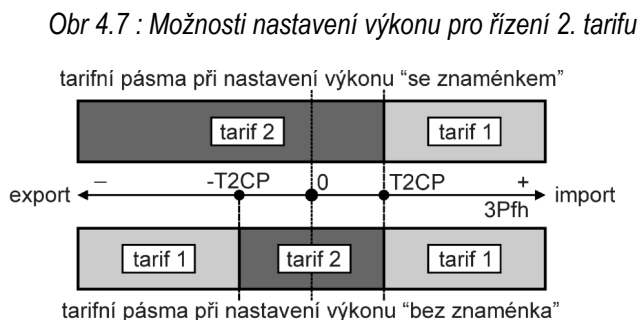 Obr 4.7 : Možnosti nastavení výkonu pro řízení 2. tarifu
tarifní pásma při nastavení výkonu “se znaménkem”
tarif 2 tarif 1
– -T2CP 0 T2CP +
export import
3Pfh
tarif 1 tarif 2 tarif 1
tarifní pásma při nastavení výkonu “bez znaménka”